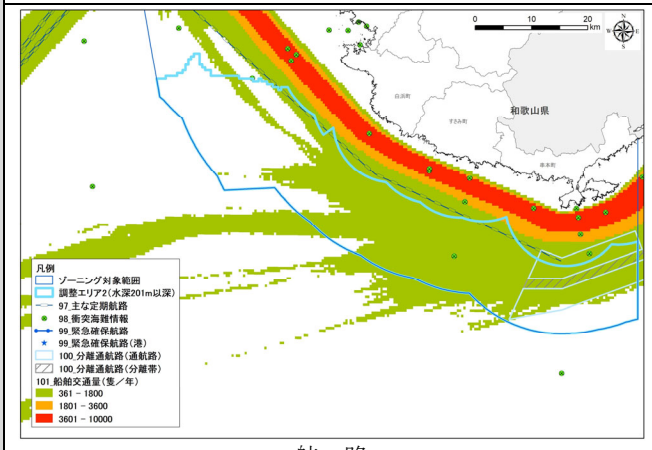 0 10 20
km
N
W E
S
白浜町
すさみ町
和歌山県
串本町
凡例
ゾーニング対象範囲
調整エリア2(水深201m以深)
97_主な定期航路
98_衝突海難情報
99_緊急確保航路
99_緊急確保航路(港)
100_分離通航路(通航路)
100_分離通航路(分離帯)
101_船舶交通量(隻/年)
361 - 1800
1801 - 3600
3601 - 10000